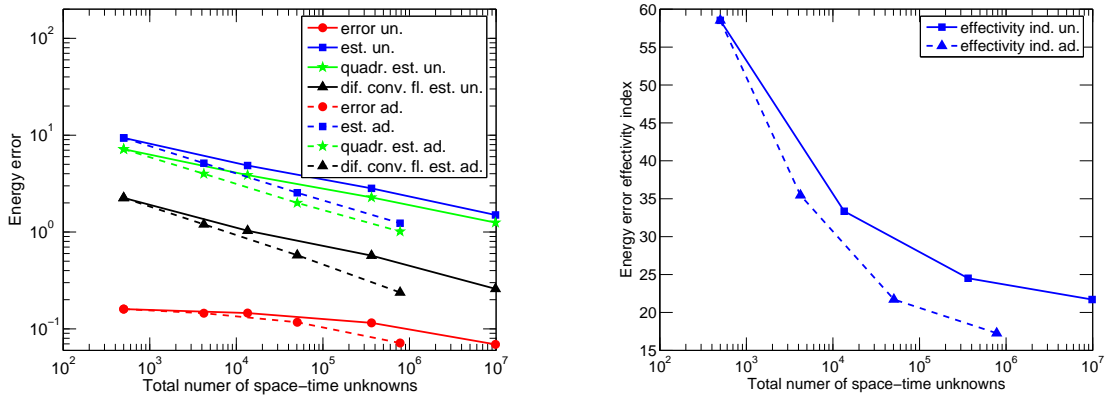 10^2
10^1
10^0
10^-1
Energy error
error un.
est. un.
quadr. est. un.
dif. conv. fl. est. un.
error ad.
est. ad.
quadr. est. ad.
dif. conv. fl. est. ad.
10^2 10^3 10^4 10^5 10^6 10^7
Total numer of space-time unknowns
60
55
50
45
40
35
30
25
20
15
Energy error effectivity index
effectivity ind. un.
effectivity ind. ad.
10^2 10^3 10^4 10^5 10^6 10^7
Total numer of space-time unknowns